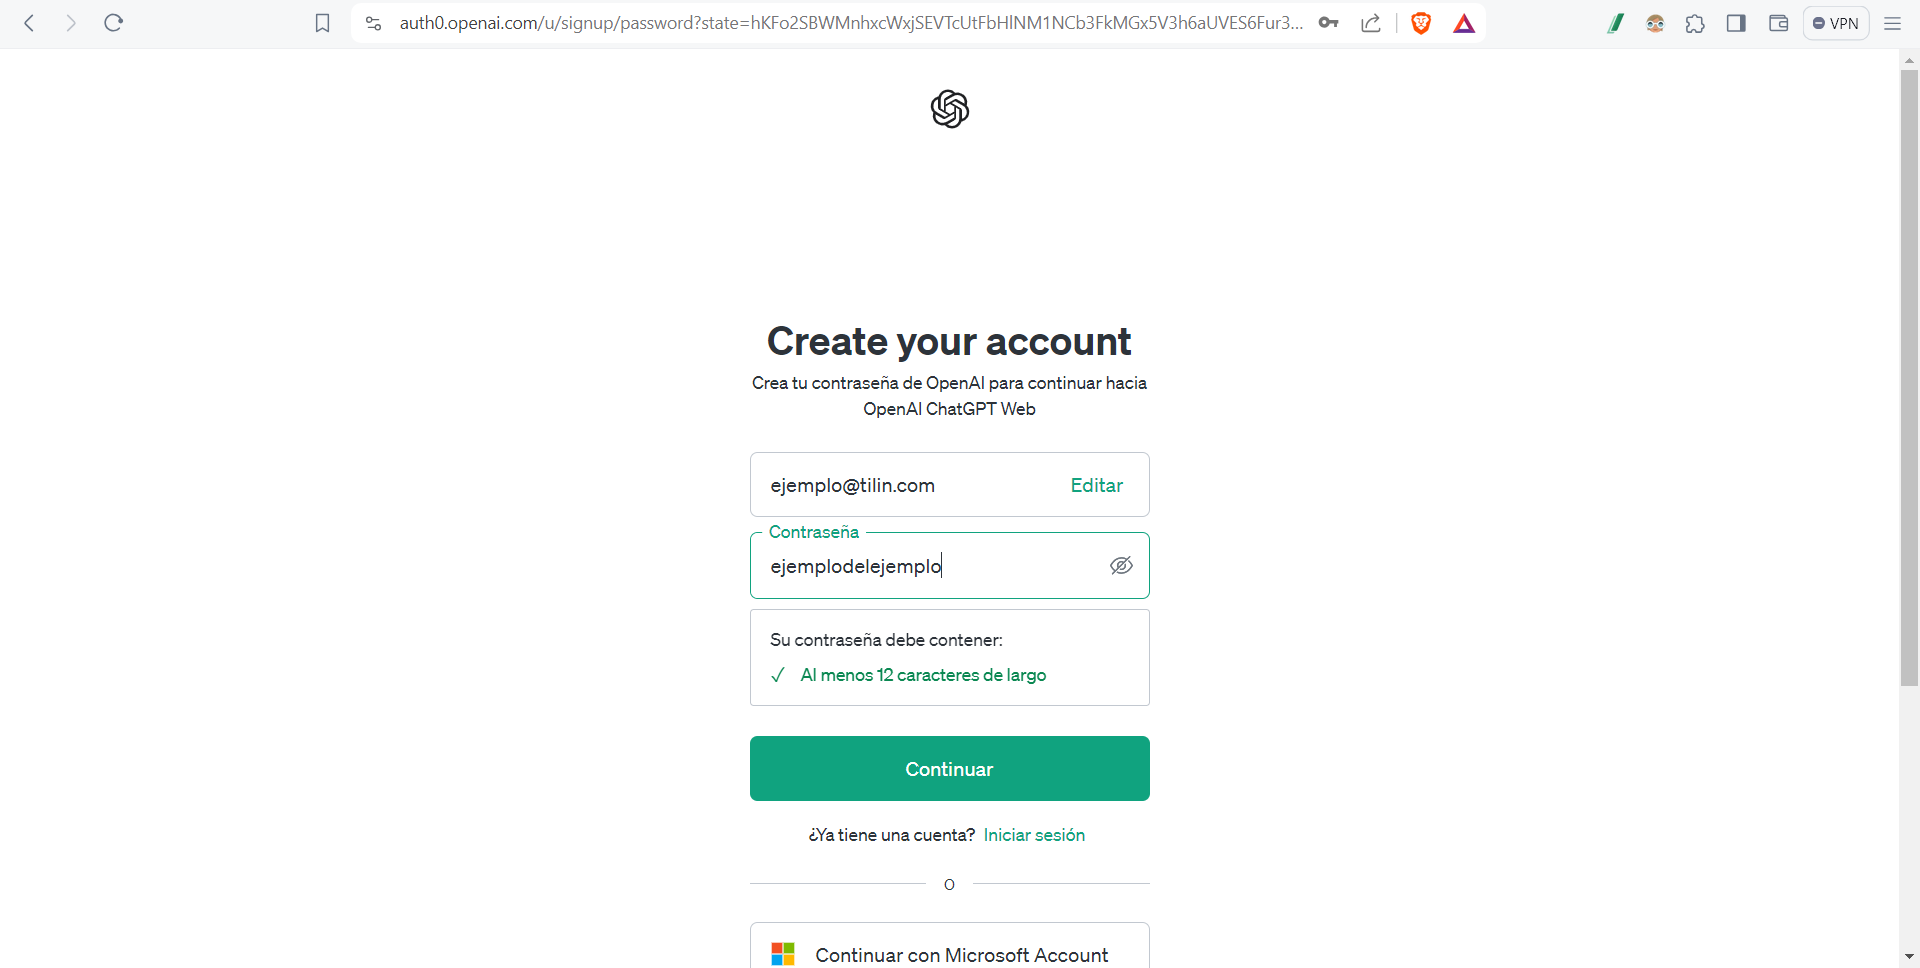 auth0.openai.com/u/signup/password?state=hKFo2SBWMnhxcWxjSEVTcUtFbHlNM1NCb3FkMGx5V3h6aUVES6Fur3...
VPN
Create your account
Crea tu contraseña de OpenAI para continuar hacia
OpenAI ChatGPT Web
ejemplo@tilin.com
Editar
Contraseña
ejemplodelejemplo
Su contraseña debe contener:
Al menos 12 caracteres de largo
Continuar
¿Ya tiene una cuenta? Iniciar sesión
O
Continuar con Microsoft Account